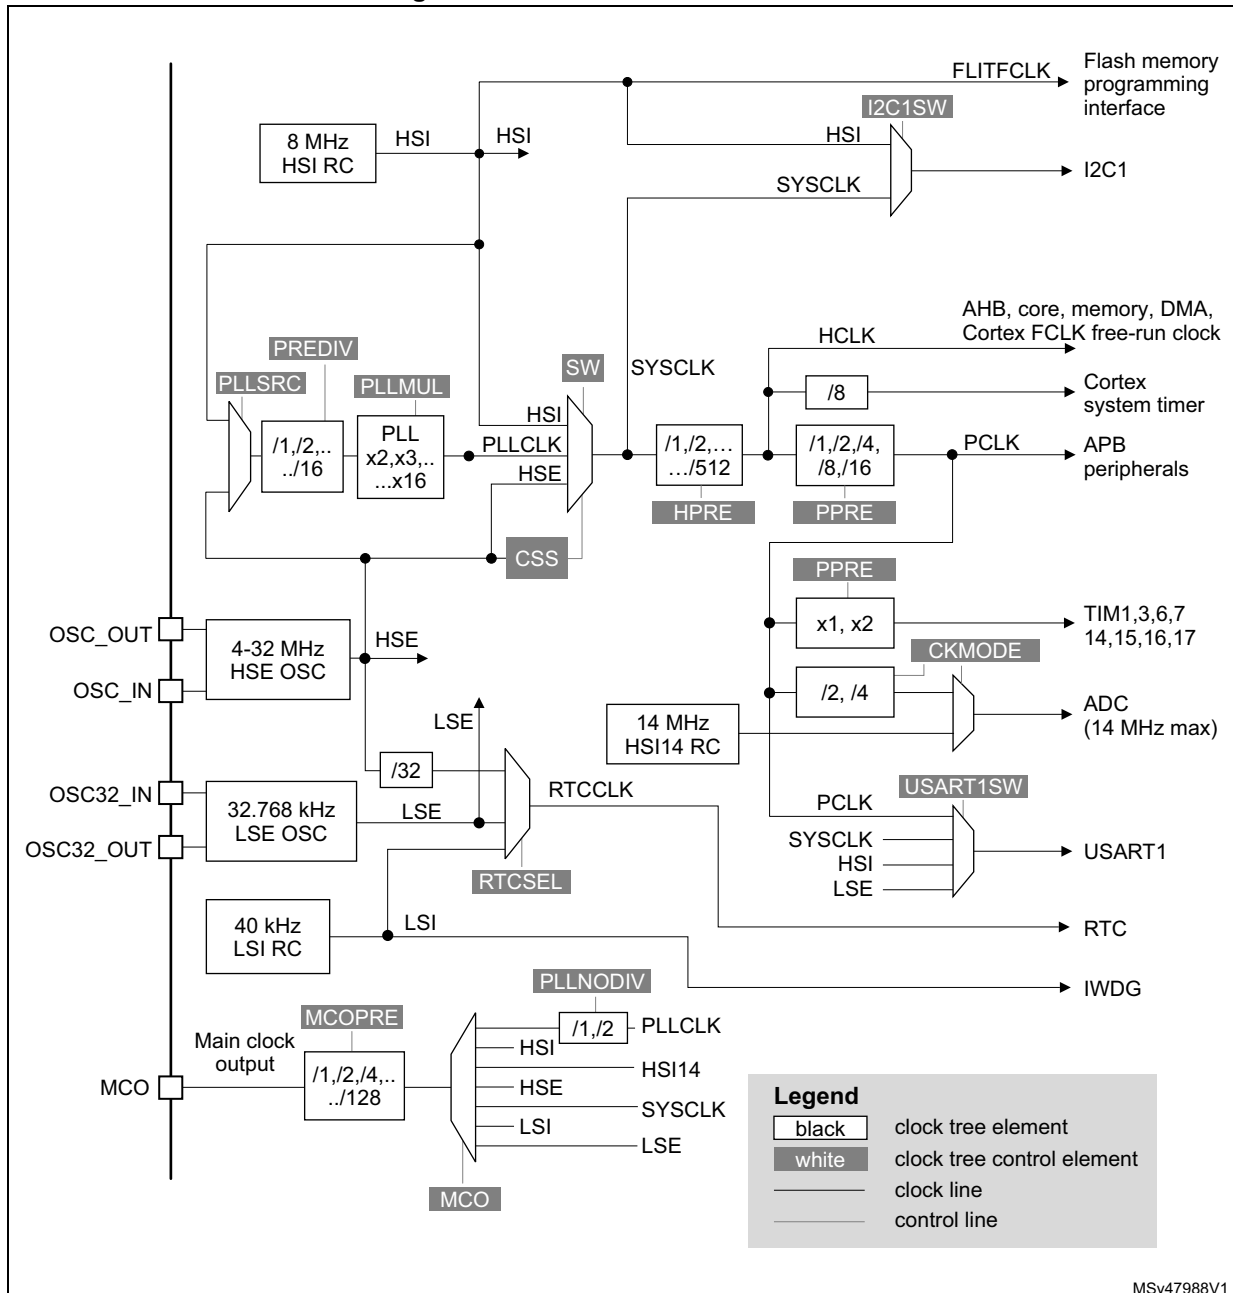 FLITFCLK
Flash memory
programming
interface
I2C1SW
8 MHz
HSI RC
HSI
HSI
HSI
SYSCLK
I2C1
AHB, core, memory, DMA,
Cortex FCLK free-run clock
HCLK
PREDIV
PLLSRC
PLLMUL
SW
SYSCLK
/8
Cortex
system timer
/1,/2,..
../16
PLL
x2,x3,..
...x16
HSI
PLLCLK
HSE
/1,/2,…
…/512
/1,/2,/4,
/8,/16
PCLK
APB
peripherals
HPRE
PPRE
CSS
PPRE
OSC_OUT
OSC_IN
4-32 MHz
HSE OSC
HSE
x1, x2
TIM1,3,6,7
14,15,16,17
CKMODE
/2, /4
14 MHz
HSI14 RC
ADC
(14 MHz max)
LSE
/32
OSC32_IN
OSC32_OUT
32.768 kHz
LSE OSC
LSE
RTCCLK
RTCSEL
PCLK
USART1SW
SYSCLK
HSI
LSE
USART1
40 kHz
LSI RC
LSI
RTC
IWDG
PLLNODIV
MCOPRE
Main clock
output
/1,/2
PLLCLK
HSI
HSI14
HSE
SYSCLK
LSI
LSE
MCO
/1,/2,/4,..
../128
MCO
Legend
black
clock tree element
white
clock tree control element
clock line
control line
MSv47988V1